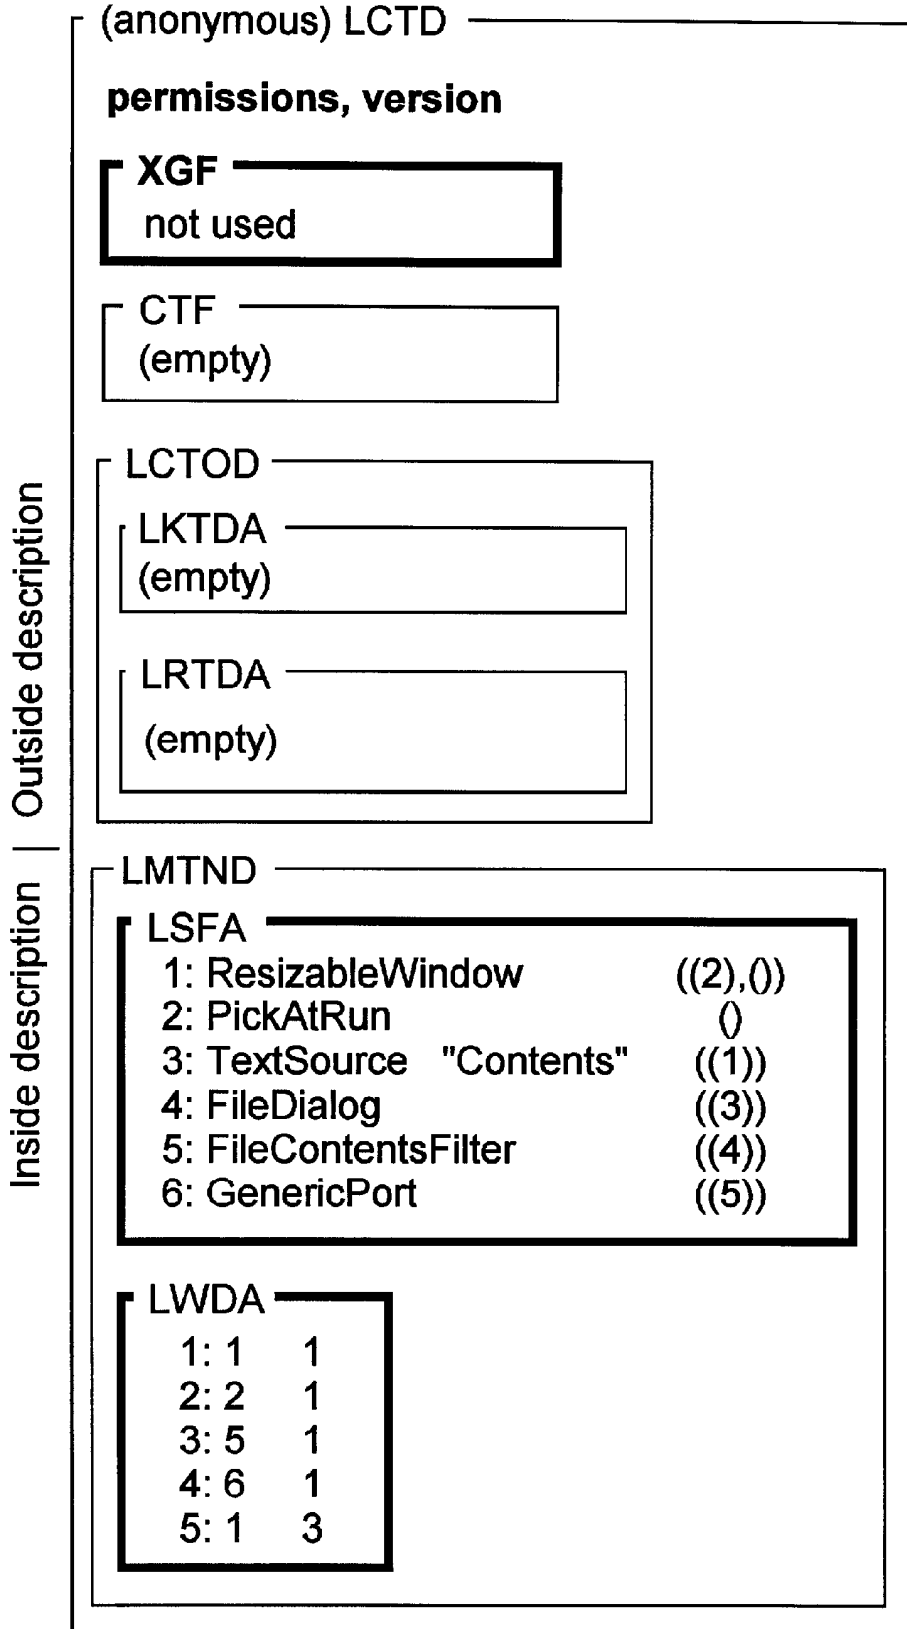 (anonymous) LCTD
permissions, version
XGF
not used
CTF
(empty)
LCTOD
LKTDA
(empty)
LRTDA
(empty)
Outside description
Inside description |
LMTND
LSFA
1: ResizableWindow ((2),())
2: PickAtRun ()
3: TextSource "Contents" ((1))
4: FileDialog ((3))
5: FileContentsFilter ((4))
6: GenericPort ((5))
LWDA
1: 1 1
2: 2 1
3: 5 1
4: 6 1
5: 1 3